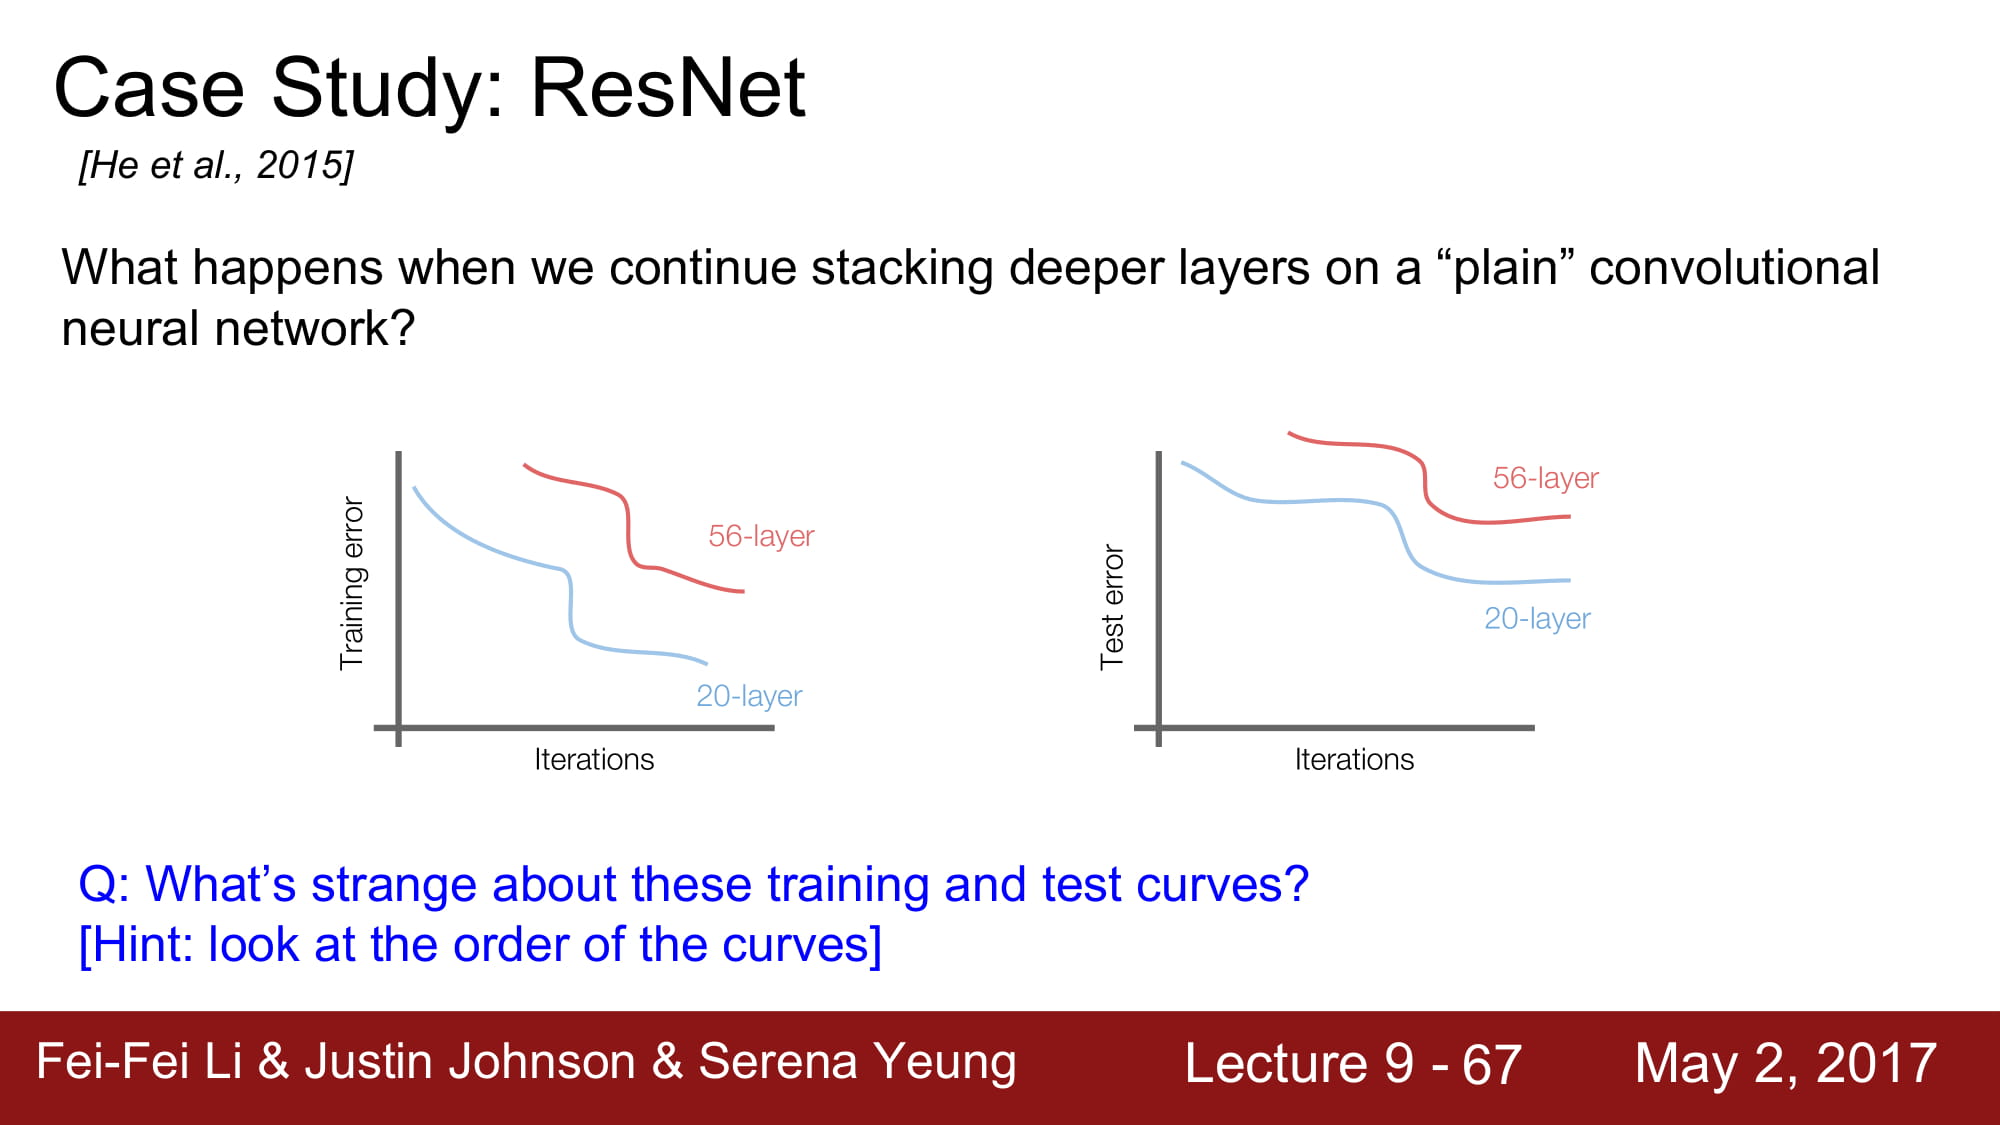 Case Study: ResNet
[He et al., 2015]
What happens when we continue stacking deeper layers on a “plain” convolutional
neural network?
Training error
56-layer
20-layer
Iterations
Test error
56-layer
20-layer
Iterations
Q: What’s strange about these training and test curves?
[Hint: look at the order of the curves]
Fei-Fei Li & Justin Johnson & Serena Yeung
Lecture 9 - 67
May 2, 2017